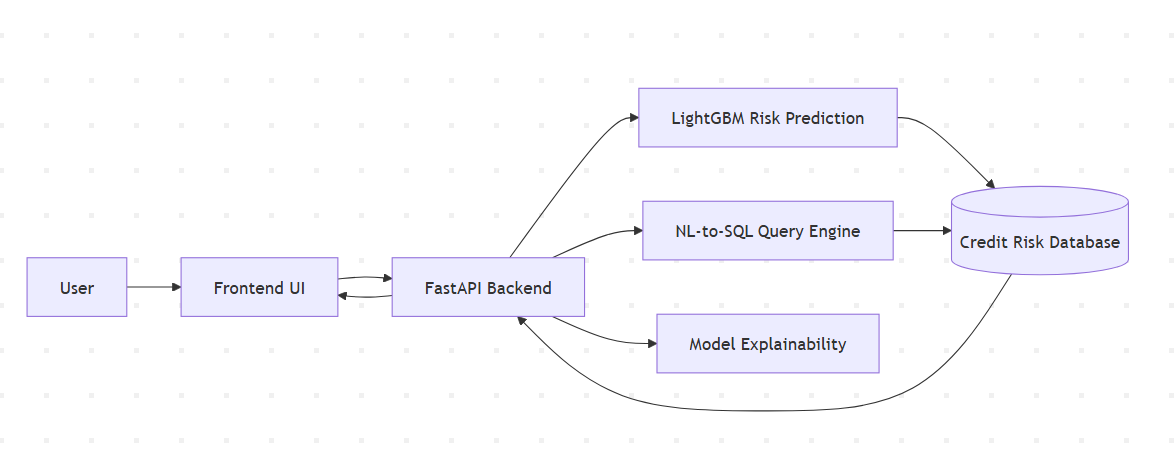 User
Frontend UI
FastAPI Backend
LightGBM Risk Prediction
NL-to-SQL Query Engine
Model Explainability
Credit Risk Database